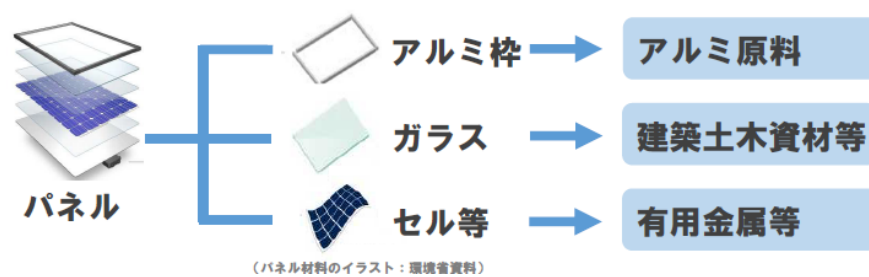 パネル
アルミ枠
アルミ原料
ガラス
建築土木資材等
セル等
有用金属等
（パネル材料のイラスト：環境省資料）